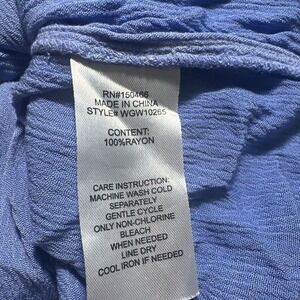 RN#150466
MADE IN CHINA
STYLE# WGW10265
CONTENT:
100%RAYON
CARE INSTRUCTION:
MACHINE WASH COLD
SEPARATELY
GENTLE CYCLE
ONLY NON-CHLORINE
BLEACH
WHEN NEEDED
LINE DRY
COOL IRON IF NEEDED